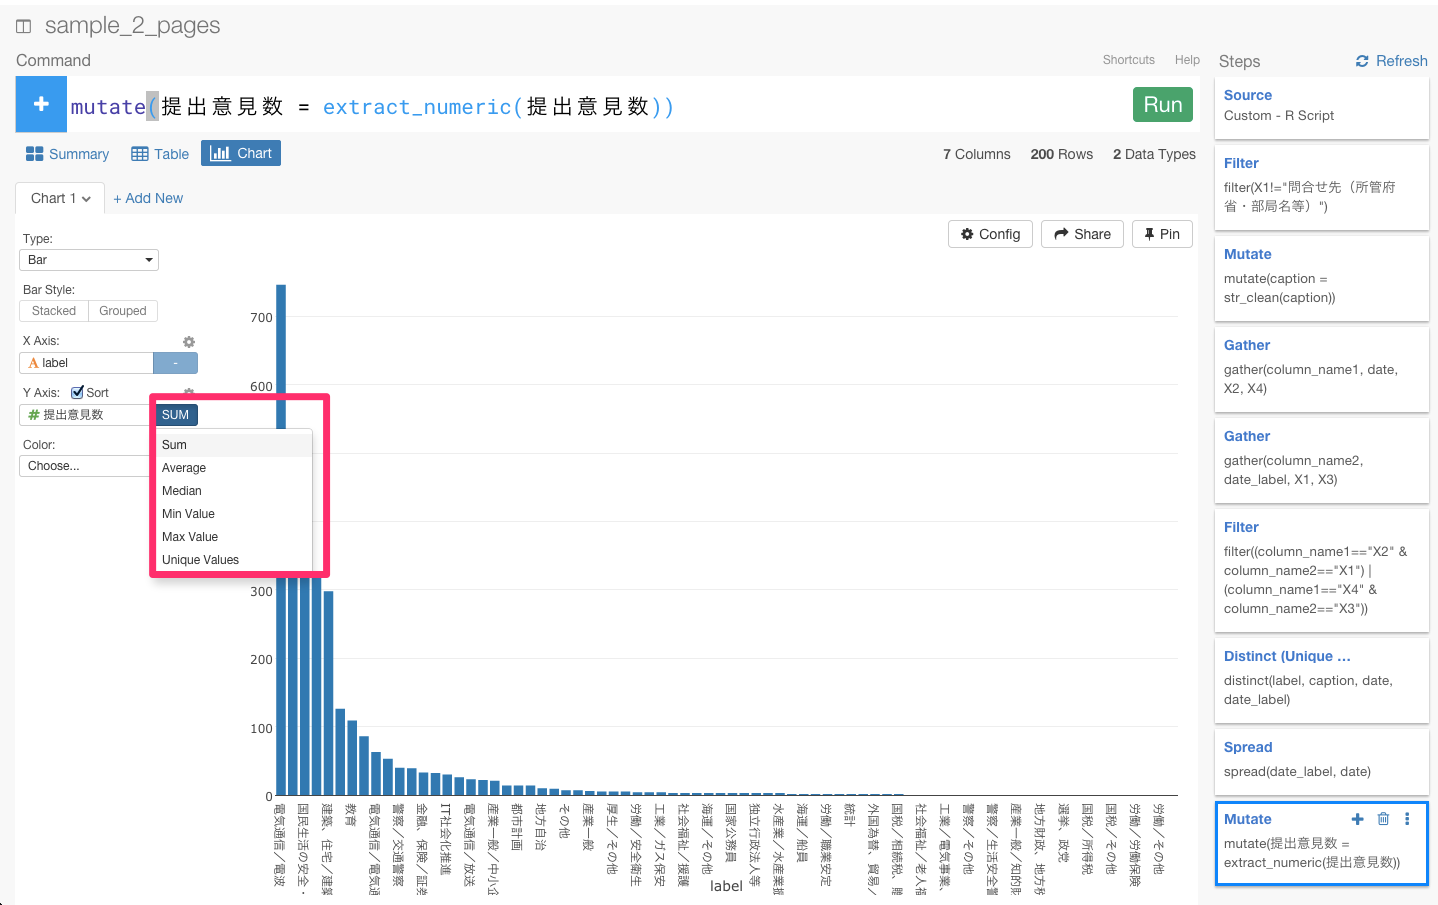 sample_2_pages
Command
Shortcuts
Help
mutate(提出意見数 = extract_numeric(提出意見数))
Run
Summary
Table
Chart
7 Columns
200 Rows
2 Data Types
Chart 1
+ Add New
Config
Share
Pin
Type:
Bar
Bar Style:
Stacked
Grouped
X Axis:
A label
-
Y Axis:
Sort
# 提出意見数
SUM
Sum
Average
Median
Min Value
Max Value
Unique Values
Color:
Choose...
700
600
300
200
100
0
電気通信／電波
国民生活の安全・
建築、住宅／建築
教育
電気通信／電気通
警察／交通警察
金融、保険／証券
IT社会化推進
電気通信／放送
産業一般／中小企
都市計画
地方自治
その他
産業一般
厚生／その他
労働／安全衛生
工業／ガス保安
社会福祉／援護
海運／その他
国家公務員
独立行政法人等
水産業／水産業振
海運／船員
労働／職業安定
統計
外国為替、貿易／
国税／相続税、贈
社会福祉／老人福
工業／電気事業、
警察／その他
警察／生活安全警
産業一般／知的財
地方財政、地方税
選挙、政党
国税／所得税
国税／その他
労働／労働保険
労働／その他
label
Steps
Refresh
Source
Custom - R Script
Filter
filter(X1!="問合せ先（所管府
省・部局名等）")
Mutate
mutate(caption =
str_clean(caption))
Gather
gather(column_name1, date,
X2, X4)
Gather
gather(column_name2,
date_label, X1, X3)
Filter
filter((column_name1=="X2" &
column_name2=="X1") |
(column_name1=="X4" &
column_name2=="X3"))
Distinct (Unique ...
distinct(label, caption, date,
date_label)
Spread
spread(date_label, date)
Mutate
mutate(提出意見数 =
extract_numeric(提出意見数))